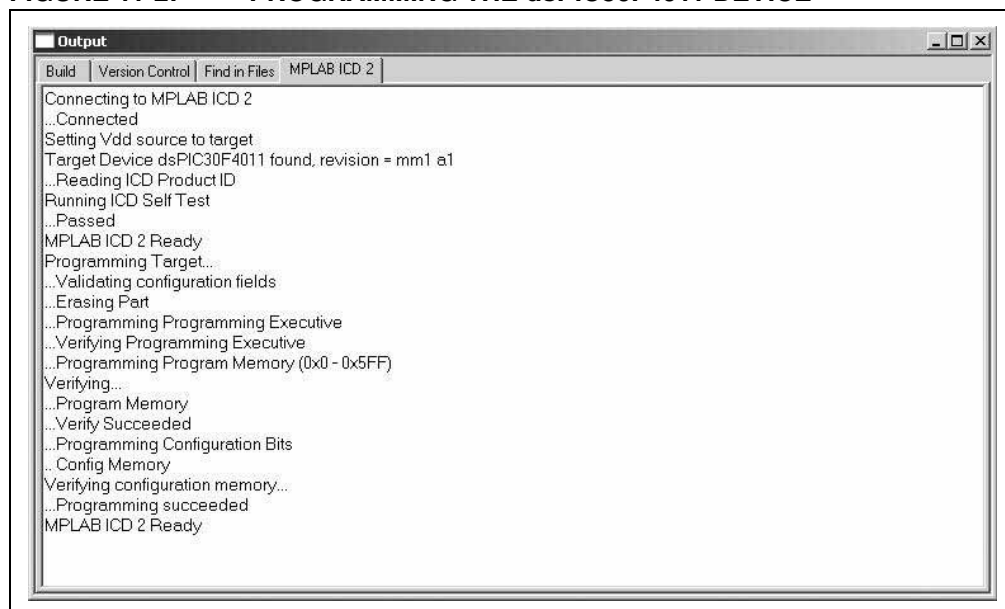 Output
Build Version Control Find in Files MPLAB ICD 2
Connecting to MPLAB ICD 2
...Connected
Setting Vdd source to target
Target Device dsPIC30F4011 found, revision = mm1 a1
...Reading ICD Product ID
Running ICD Self Test
...Passed
MPLAB ICD 2 Ready
Programming Target...
...Validating configuration fields
...Erasing Part
...Programming Programming Executive
...Verifying Programming Executive
...Programming Program Memory (0x0 - 0x5FF)
Verifying...
...Program Memory
...Verify Succeeded
...Programming Configuration Bits
.. Config Memory
Verifying configuration memory...
...Programming succeeded
MPLAB ICD 2 Ready